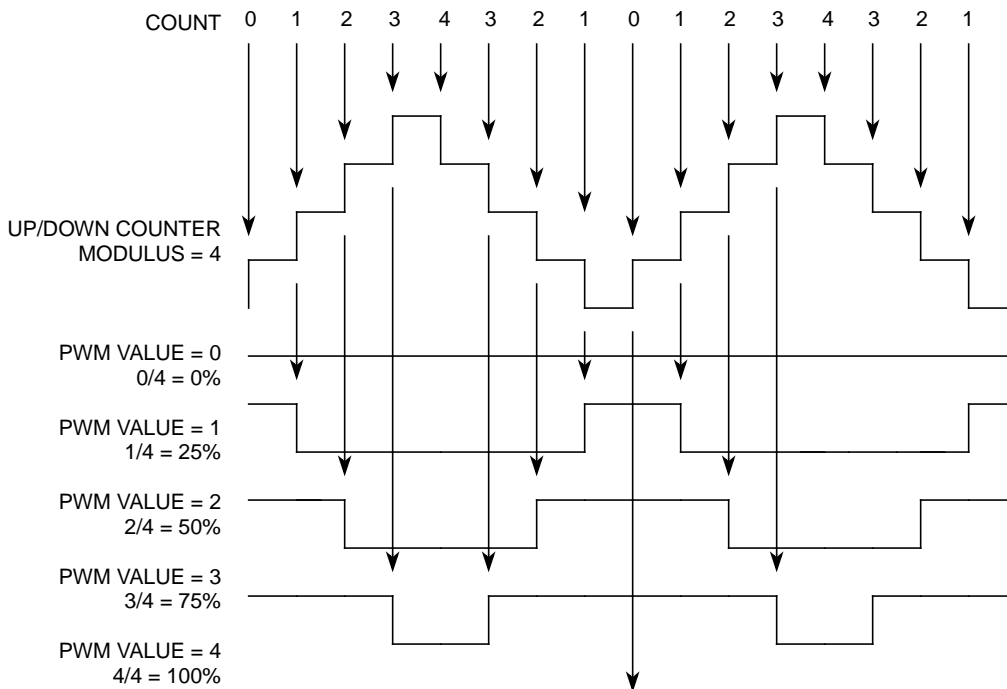 COUNT 0 1 2 3 4 3 2 1 0 1 2 3 4 3 2 1
UP/DOWN COUNTER
MODULUS = 4
PWM VALUE = 0
0/4 = 0%
PWM VALUE = 1
1/4 = 25%
PWM VALUE = 2
2/4 = 50%
PWM VALUE = 3
3/4 = 75%
PWM VALUE = 4
4/4 = 100%